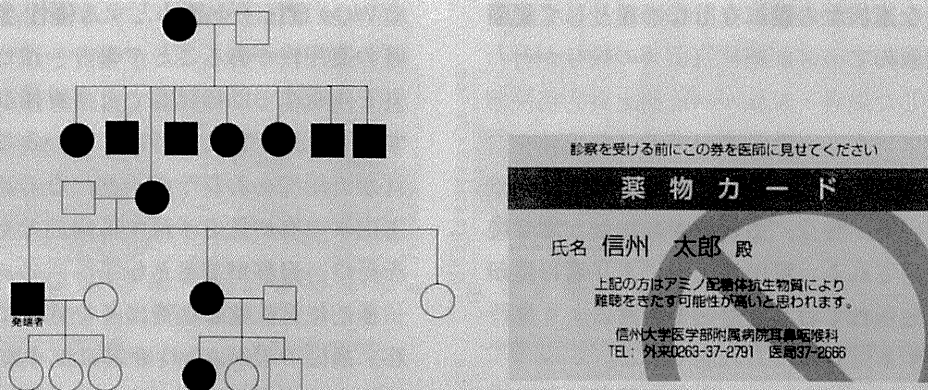 発端者
診察を受ける前にこの券を医師に見せてください
薬物カード
氏名 信州 太郎 殿
上記の方はアミノ配糖体抗生物質により
難聴をきたす可能性が高いと思われます。
信州大学医学部附属病院耳鼻咽喉科
TEL: 外来0263-37-2791 医局37-2666